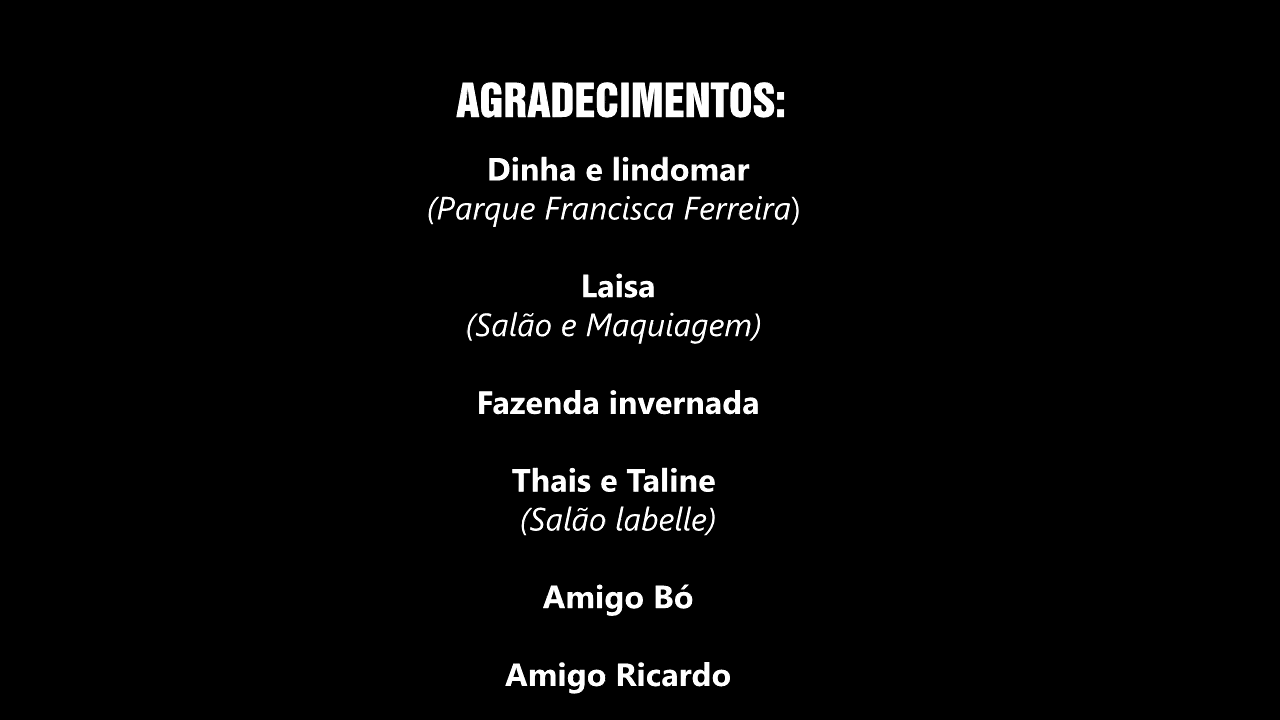 AGRADECIMENTOS:
Dinha e lindomar
(Parque Francisca Ferreira)
Laisa
(Salão e Maquiagem)
Fazenda invernada
Thais e Taline
(Salão labelle)
Amigo Bó
Amigo Ricardo